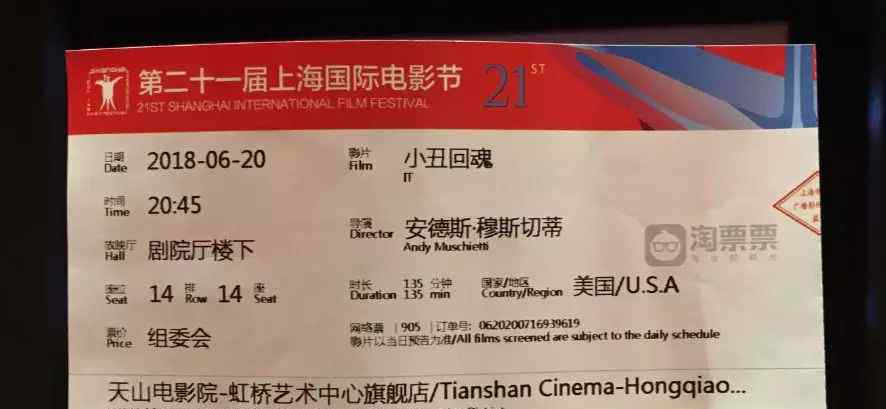 第二十一届上海国际电影节
21ST SHANGHAI INTERNATIONAL FILM FESTIVAL
21ST
日期 2018-06-20
Date
影片 小丑回魂
Film IT
时间 20:45
Time
导演 安德斯·穆斯切蒂
Director Andy Muschietti
放映厅 剧院厅楼下
Hall
淘票票
座位 14 排 14 座
Seat Row Seat
时长 135 分钟
Duration 135 min
国家/地区 美国/U.S.A
Country/Region
票价 组委会
Price
网络票 | 905 | 订单号: 0620200716939619
影片以当日预告为准/All films screened are subject to the daily schedule
天山电影院-虹桥艺术中心旗舰店/Tianshan Cinema-Hongqiao...